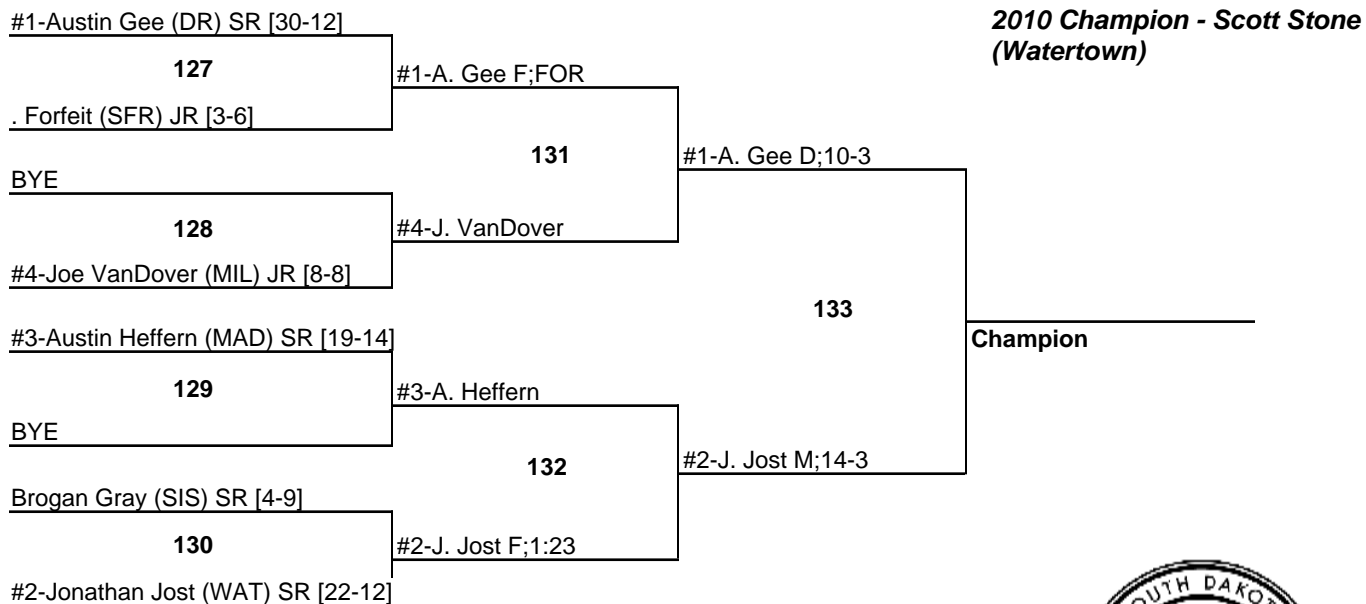 #1-Austin Gee (DR) SR [30-12]
2010 Champion - Scott Stone
(Watertown)
127
#1-A. Gee F;FOR
. Forfeit (SFR) JR [3-6]
131
#1-A. Gee D;10-3
BYE
128
#4-J. VanDover
#4-Joe VanDover (MIL) JR [8-8]
133
#3-Austin Heffern (MAD) SR [19-14]
Champion
129
#3-A. Heffern
BYE
132
#2-J. Jost M;14-3
Brogan Gray (SIS) SR [4-9]
130
#2-J. Jost F;1:23
#2-Jonathan Jost (WAT) SR [22-12]